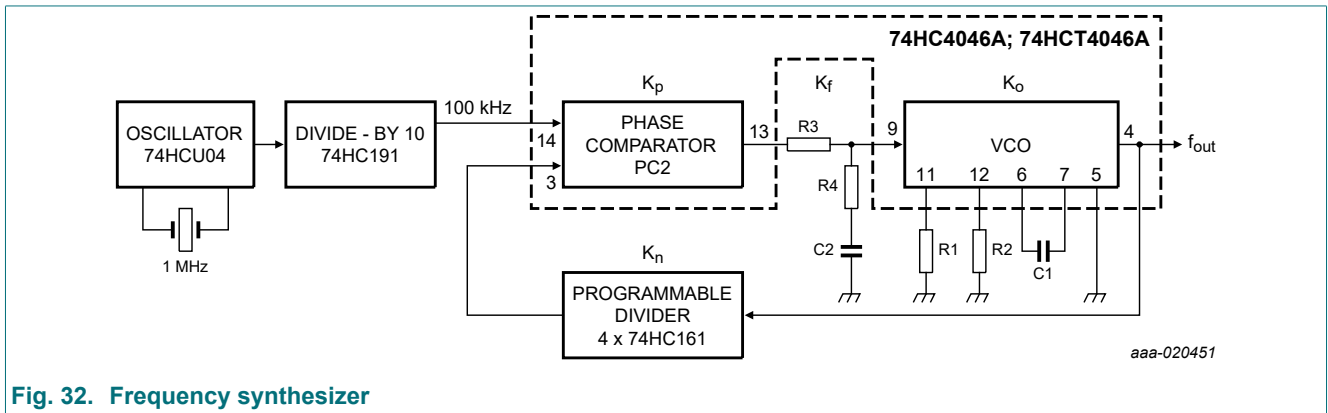 74HC4046A; 74HCT4046A
Kp
Kf
Ko
100 kHz
OSCILLATOR
74HCU04
DIVIDE - BY 10
74HC191
14
3
PHASE
COMPARATOR
PC2
13
R3
9
VCO
4
fout
11
12
6
7
5
R4
C2
R1
R2
C1
1 MHz
Kn
PROGRAMMABLE
DIVIDER
4 x 74HC161
aaa-020451
Fig. 32. Frequency synthesizer